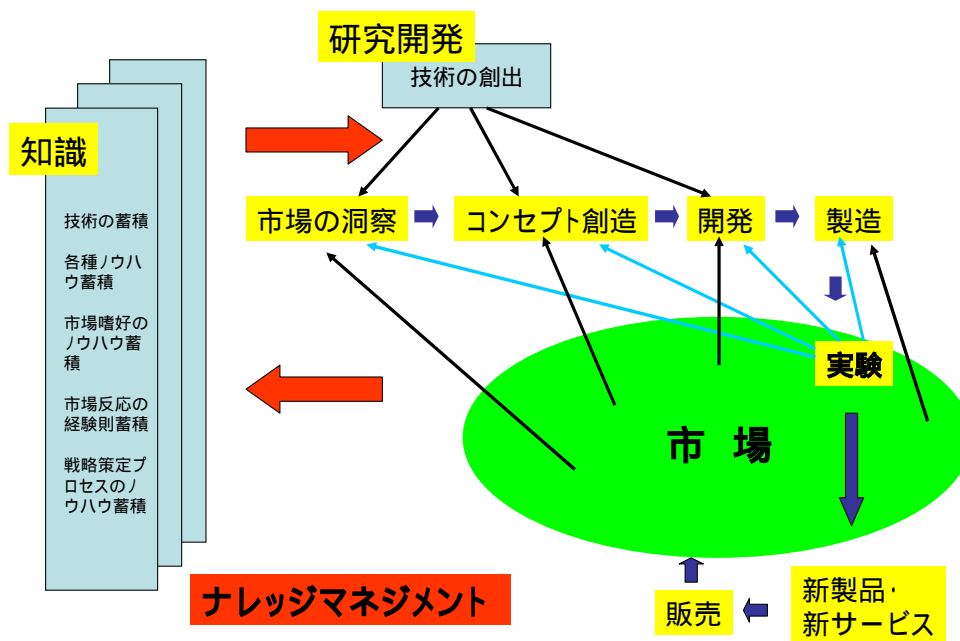 研究開発
技術の創出
知識
技術の蓄積
各種ノウハ
ウ蓄積
市場嗜好の
ノウハウ蓄
積
市場反応の
経験則蓄積
戦略策定プ
ロセスのノ
ウハウ蓄積
市場の洞察
コンセプト創造
開発
製造
実験
市 場
ナレッジマネジメント
販売
新製品・
新サービス